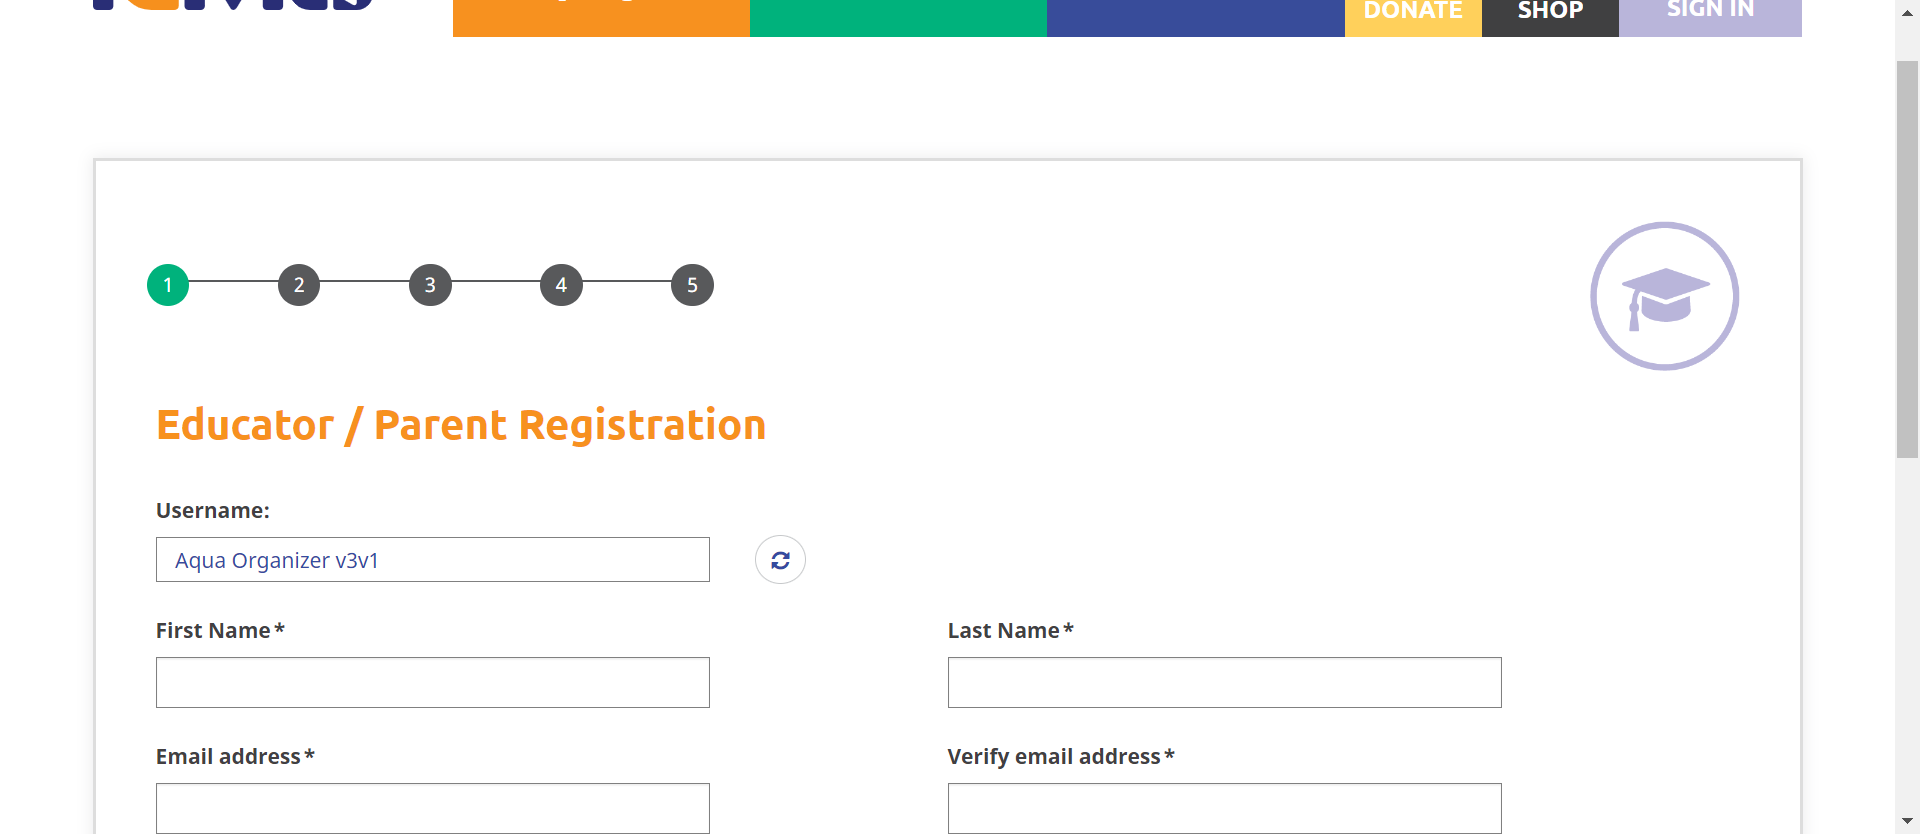 DONATE SHOP SIGN IN
1 2 3 4 5
Educator / Parent Registration
Username:
Aqua Organizer v3v1
First Name* Last Name*
Email address* Verify email address*